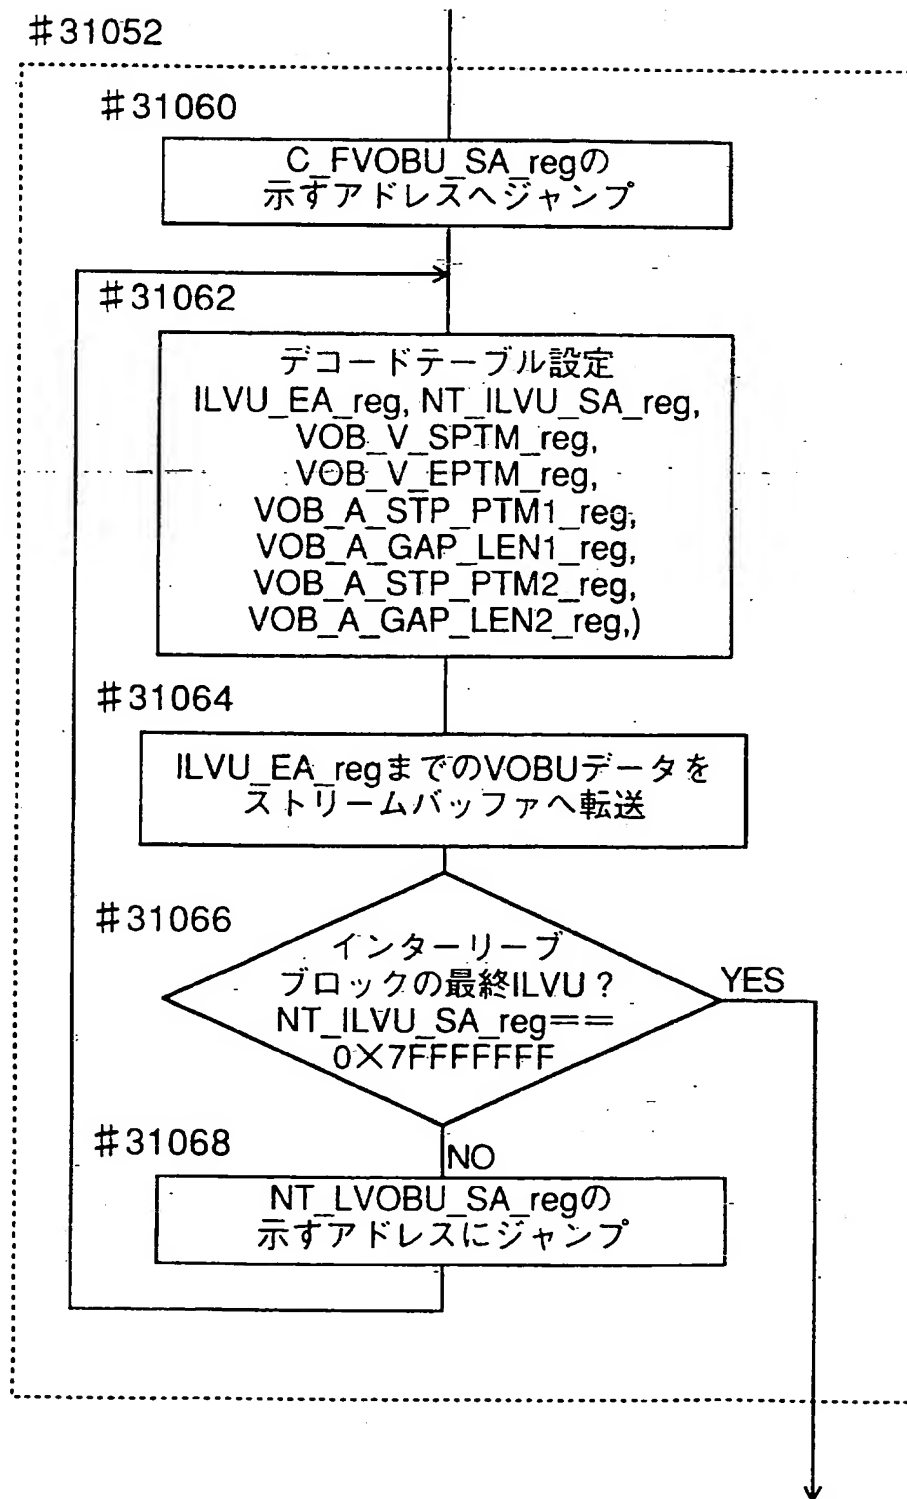 #31052
#31060
C_FVOBU_SA_regの
示すアドレスへジャンプ
#31062
デコードテーブル設定
ILVU_EA_reg, NT_ILVU_SA_reg,
VOB_V_SPTM_reg,
VOB_V_EPTM_reg,
VOB_A_STP_PTM1_reg,
VOB_A_GAP_LEN1_reg,
VOB_A_STP_PTM2_reg,
VOB_A_GAP_LEN2_reg,)
#31064
ILVU_EA_regまでのVOBUデータを
ストリームバッファへ転送
#31066
インターリーブ
ブロックの最終ILVU?
NT_ILVU_SA_reg==
0×7FFFFFFF
YES
#31068
NO
NT_LVOBU_SA_regの
示すアドレスにジャンプ